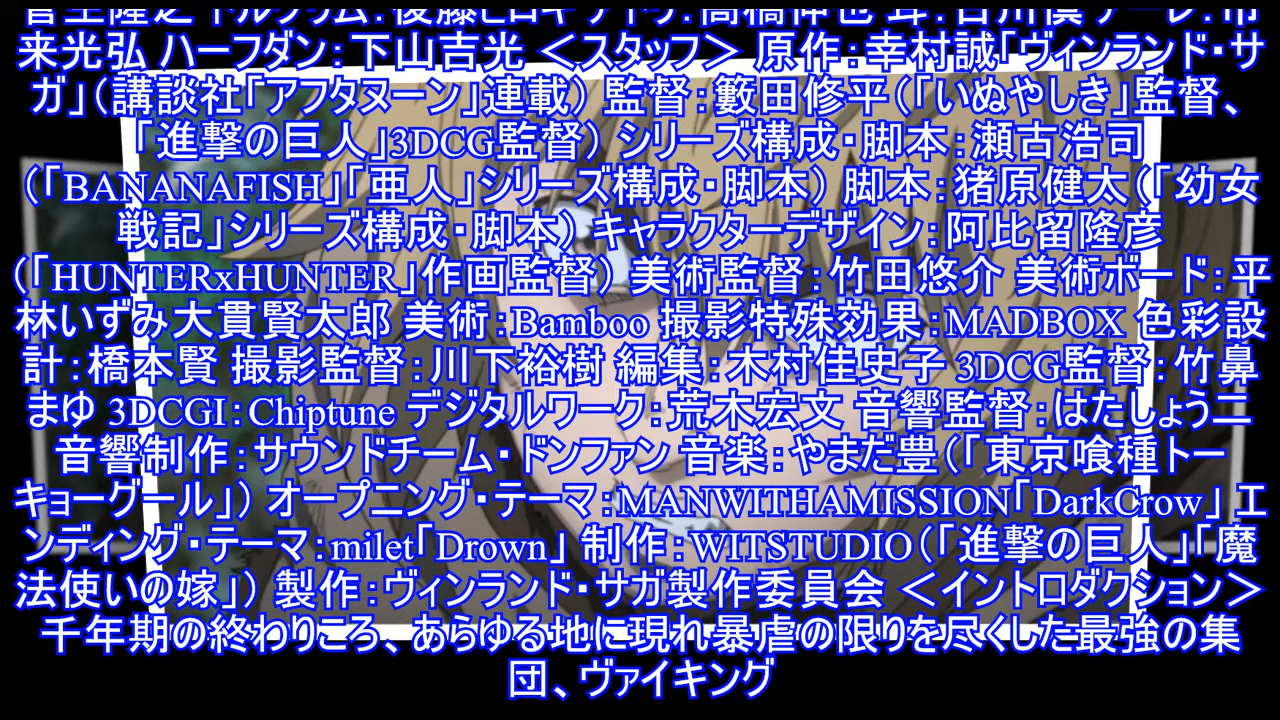 来光弘 ハーフダン：下山吉光 ＜スタッフ＞ 原作：幸村誠「ヴィンランド・サ
ガ」（講談社「アフタヌーン」連載） 監督：籔田修平（「いぬやしき」監督、
「進撃の巨人」3DCG監督） シリーズ構成・脚本：瀬古浩司
（「BANANAFISH」「亜人」シリーズ構成・脚本） 脚本：猪原健太（「幼女
戦記」シリーズ構成・脚本） キャラクターデザイン：阿比留隆彦
（「HUNTERxHUNTER」作画監督） 美術監督：竹田悠介 美術ボード：平
林いずみ大貫賢太郎 美術：Bamboo 撮影特殊効果：MADBOX 色彩設
計：橋本賢 撮影監督：川下裕樹 編集：木村佳史子 3DCG監督：竹鼻
まゆ 3DCGI：Chiptune デジタルワーク：荒木宏文 音響監督：はたしょう二
音響制作：サウンドチーム・ドンファン 音楽：やまだ豊（「東京喰種トー
キョーグール」） オープニング・テーマ：MANWITHAMISSION「DarkCrow」 エ
ンディング・テーマ：milet「Drown」 制作：WITSTUDIO（「進撃の巨人」「魔
法使いの嫁」） 製作：ヴィンランド・サガ製作委員会 ＜イントロダクション＞
千年期の終わりころ、あらゆる地に現れ暴虐の限りを尽くした最強の集
団、ヴァイキング